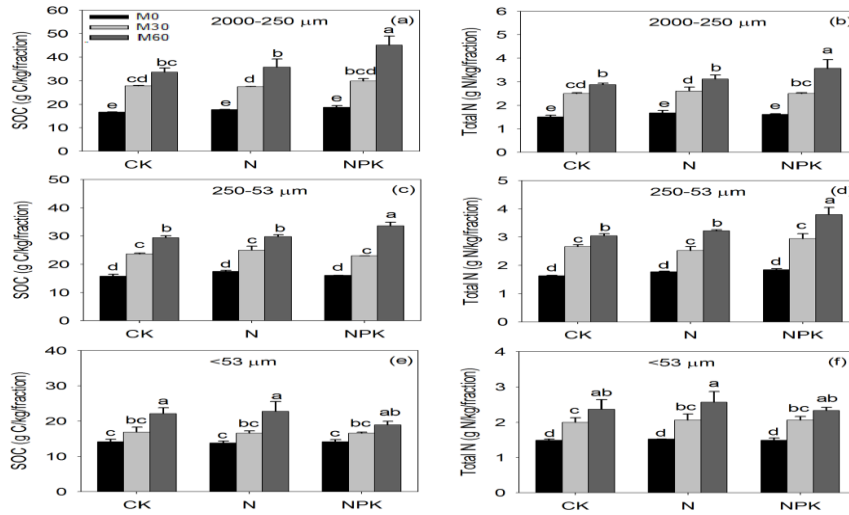 M0
M30
M60
2000-250 μm
(a)
SOC (g C/kg/fraction)
60
50
40
30
20
10
0
e
cd
bc
e
d
b
e
bcd
a
CK
N
NPK
(b)
2000-250 μm
Total N (g N/kg/fraction)
6
5
4
3
2
1
0
e
cd
b
e
d
b
e
bc
a
CK
N
NPK
250-53 μm
(c)
SOC (g C/kg/fraction)
50
40
30
20
10
0
d
c
b
d
c
b
d
c
a
CK
N
NPK
250-53 μm
(d)
Total N (g N/kg/fraction)
5
4
3
2
1
0
d
c
b
d
c
b
d
c
a
CK
N
NPK
<53 μm
(e)
SOC (g C/kg/fraction)
40
30
20
10
0
c
bc
a
c
bc
a
c
bc
ab
CK
N
NPK
<53 μm
(f)
Total N (g N/kg/fraction)
4
3
2
1
0
d
c
ab
d
bc
a
d
bc
ab
CK
N
NPK